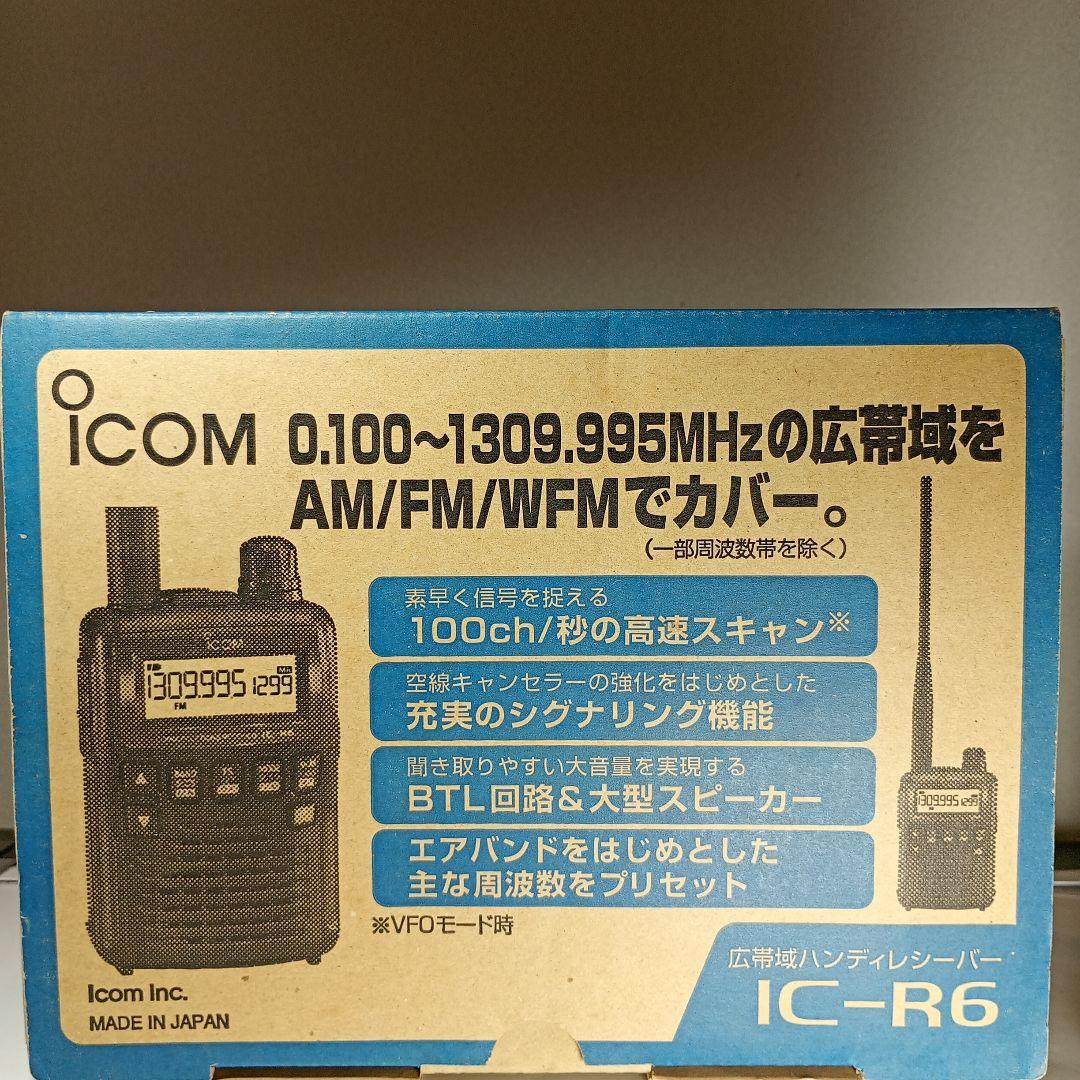 ICOM
0.100～1309.995MHzの広帯域を
AM/FM/WFMでカバー。
(一部周波数帯を除く)
素早く信号を捉える
100ch/秒の高速スキャン※
空線キャンセラーの強化をはじめとした
充実のシグナリング機能
聞き取りやすい大音量を実現する
BTL回路&大型スピーカー
エアバンドをはじめとした
主な周波数をプリセット
※VFOモード時
ICOM
1309.995 1299
FM
1309.995 1299
広帯域ハンディレシーバー
IC-R6
Icom Inc.
MADE IN JAPAN